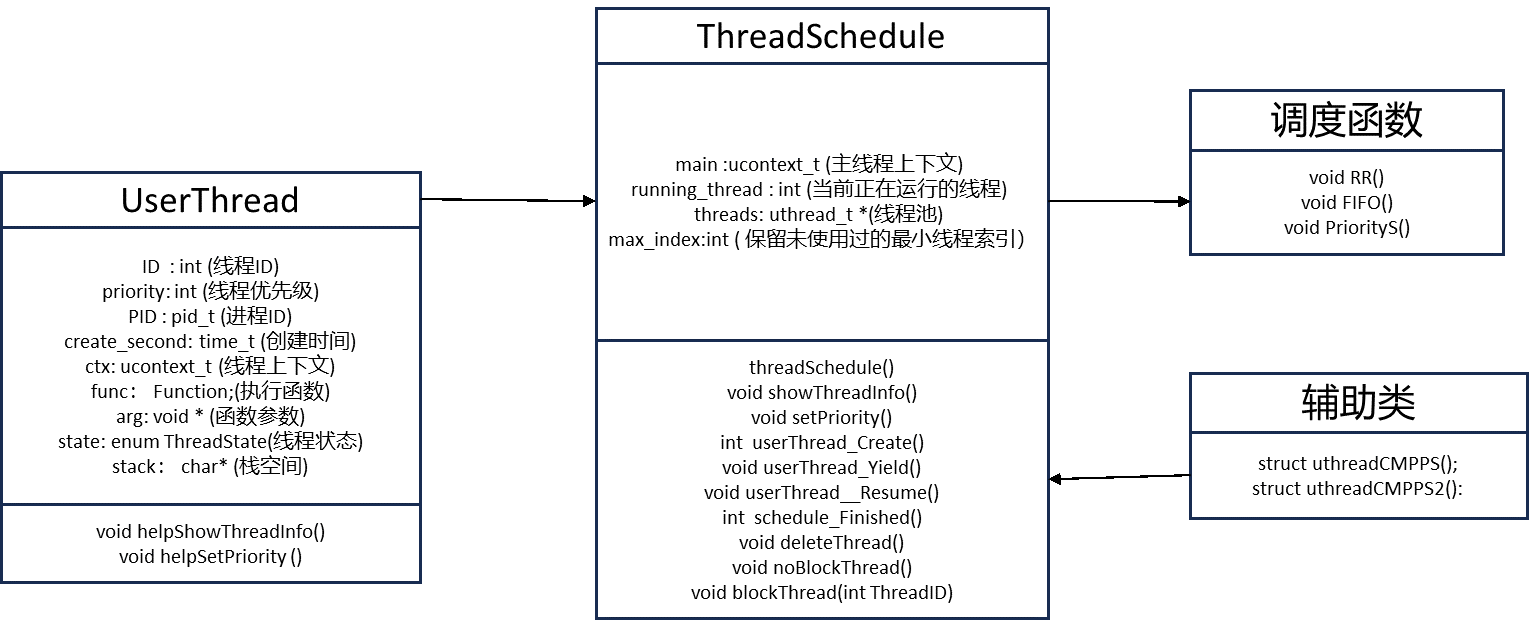 UserThread
ID : int (线程ID)
priority: int (线程优先级)
PID : pid_t (进程ID)
create_second: time_t (创建时间)
ctx: ucontext_t (线程上下文)
func： Function;(执行函数)
arg: void * (函数参数)
state: enum ThreadState(线程状态)
stack： char* (栈空间)
void helpShowThreadInfo()
void helpSetPriority ()
ThreadSchedule
main :ucontext_t (主线程上下文)
running_thread : int (当前正在运行的线程)
threads: uthread_t *(线程池)
max_index:int ( 保留未使用过的最小线程索引)
threadSchedule()
void showThreadInfo()
void setPriority()
int userThread_Create()
void userThread_Yield()
void userThread__Resume()
int schedule_Finished()
void deleteThread()
void noBlockThread()
void blockThread(int ThreadID)
调度函数
void RR()
void FIFO()
void PriorityS()
辅助类
struct uthreadCMPPS();
struct uthreadCMPPS2():